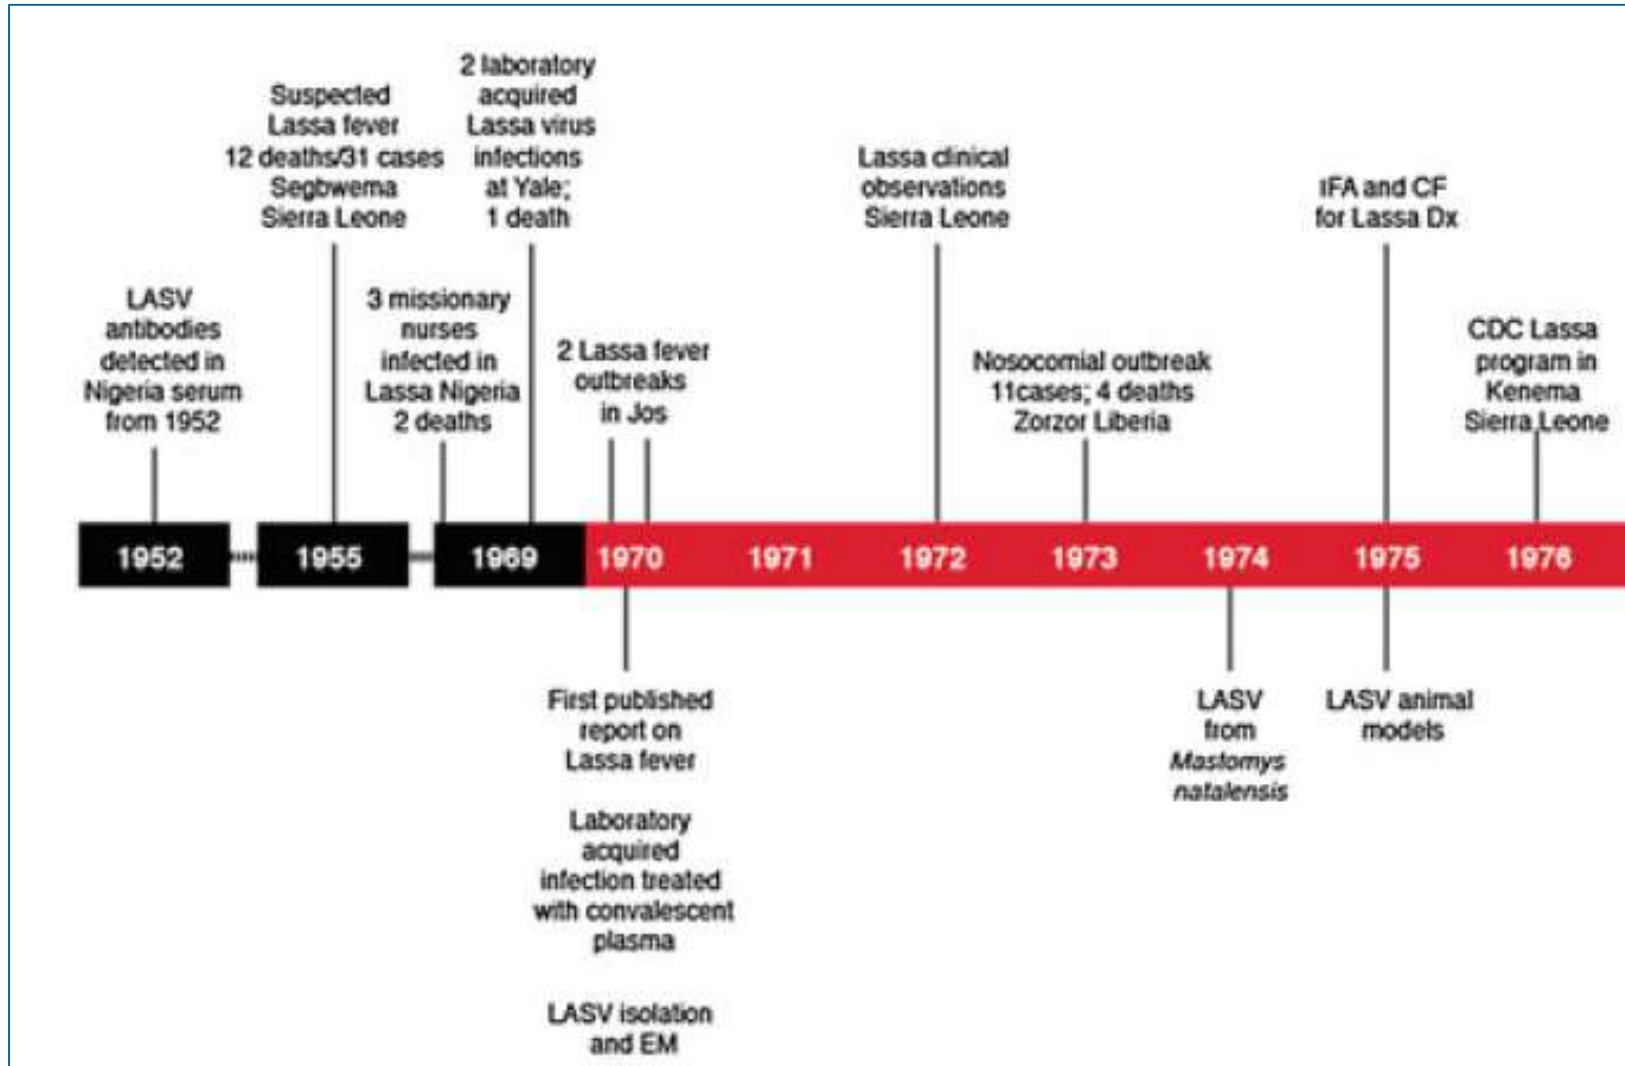 LASV
antibodies
detected in
Nigeria serum
from 1952
Suspected
Lassa fever
12 deaths/31 cases
Segbwema
Sierra Leone
3 missionary
nurses
infected in
Lassa Nigeria
2 deaths
2 laboratory
acquired
Lassa virus
infections
at Yale;
1 death
2 Lassa fever
outbreaks
in Jos
Lassa clinical
observations
Sierra Leone
Nosocomial outbreak
11cases; 4 deaths
Zorzor Liberia
IFA and CF
for Lassa Dx
CDC Lassa
program in
Kenema
Sierra Leone
1952 1955 1969 1970 1971 1972 1973 1974 1975 1976
First published
report on
Lassa fever
Laboratory
acquired
infection treated
with convalescent
plasma
LASV isolation
and EM
LASV
from
Mastomys
natalensis
LASV animal
models